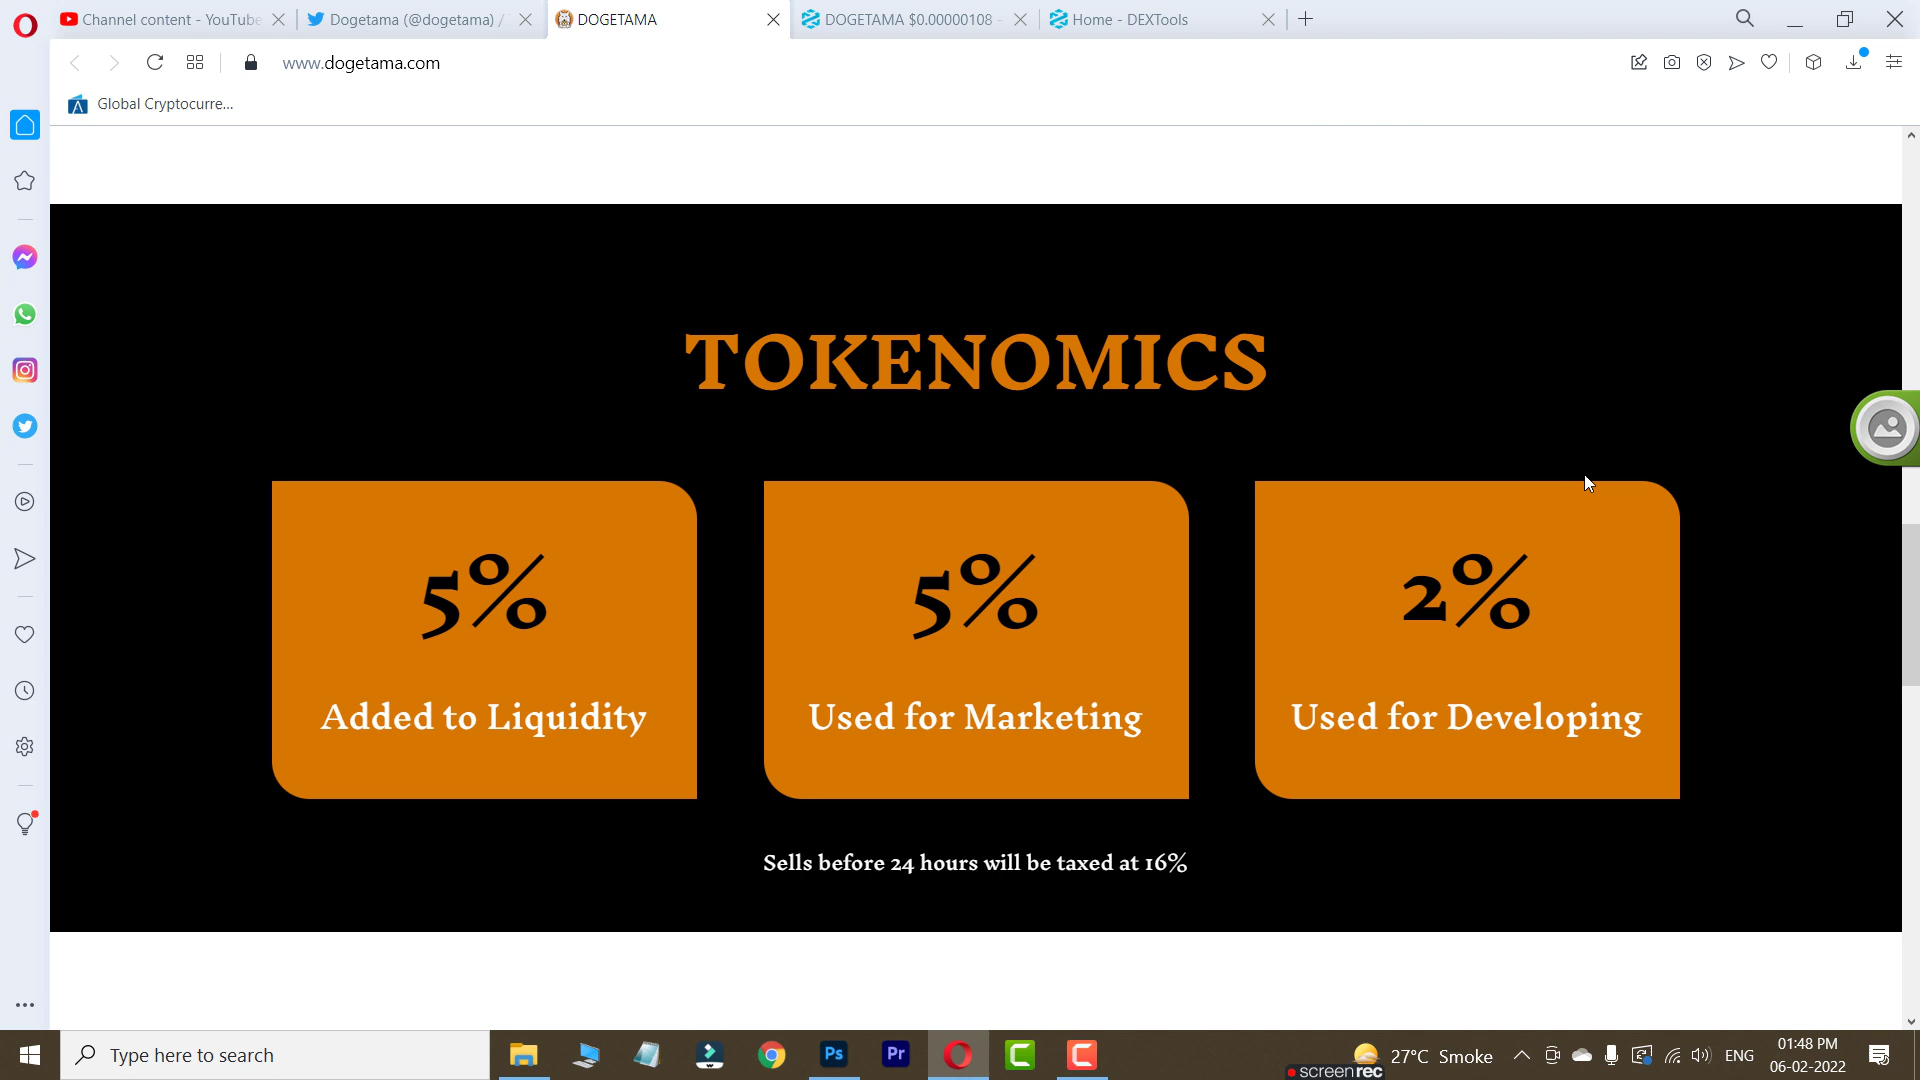 Channel content - YouTube
Dogetama (@dogetama) /
DOGETAMA
DOGETAMA $0.00000108 -
Home - DEXTools
www.dogetama.com
Global Cryptocurre...
TOKENOMICS
5%
Added to Liquidity
5%
Used for Marketing
2%
Used for Developing
Sells before 24 hours will be taxed at 16%
Type here to search
Ps
Pr
screenrec
27°C Smoke
ENG
01:48 PM
06-02-2022